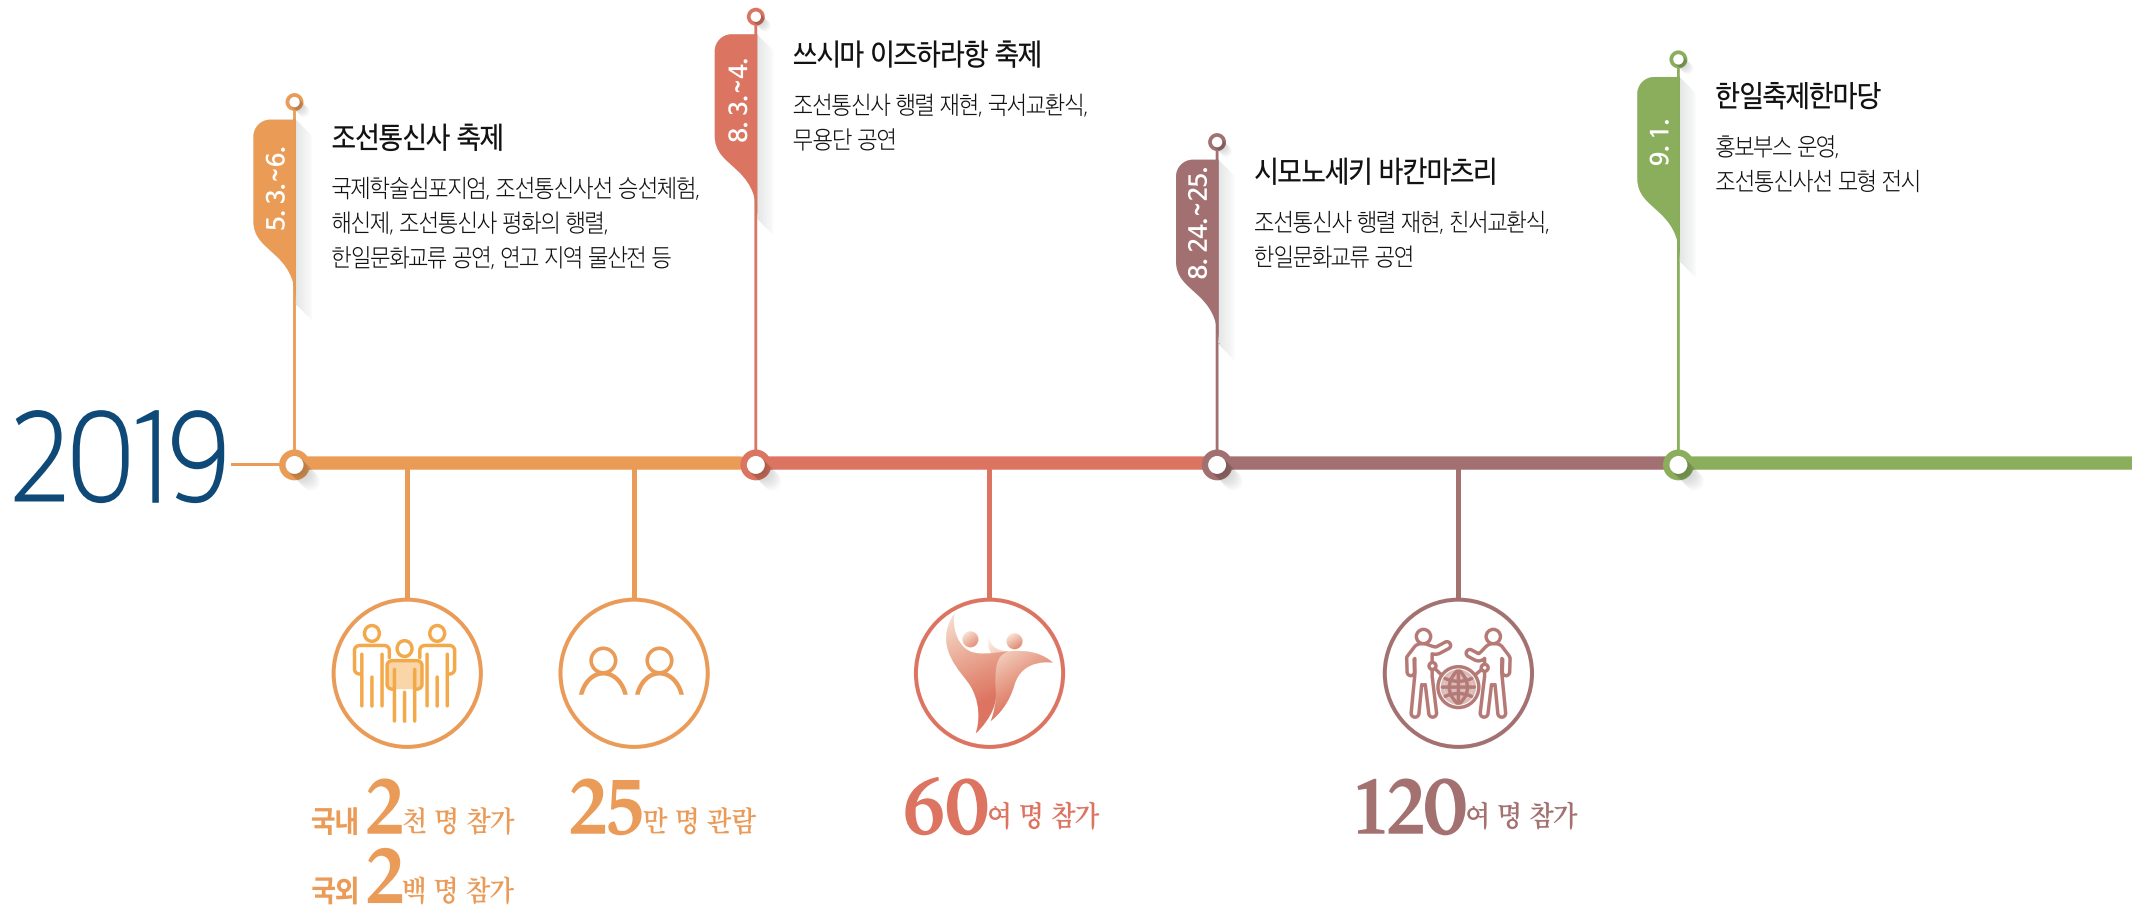 2019
5. 3.~6.
조선통신사 축제
국제학술심포지엄, 조선통신사선 승선체험,
해신제, 조선통신사 평화의 행렬,
한일문화교류 공연, 연고 지역 물산전 등
국내 2천 명 참가
국외 2백 명 참가
25만 명 관람
8. 3.~4.
쓰시마 이즈하라항 축제
조선통신사 행렬 재현, 국서교환식,
무용단 공연
60여 명 참가
8. 24.~25.
시모노세키 바칸마츠리
조선통신사 행렬 재현, 친서교환식,
한일문화교류 공연
120여 명 참가
9. 1.
한일축제한마당
홍보부스 운영,
조선통신사선 모형 전시